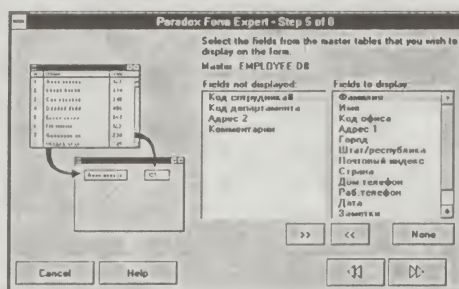 Paradox Form Expert - Step 5 of 8
Select the fields from the master tables that you wish to
display on the form.
Master: EMPLOYEE.DB
Fields not displayed:
Код сотрудника#
Код департамента
Адрес 2
Комментарии
Fields to display:
Фамилия
Имя
Код офиса
Адрес 1
Город
Штат/республика
Почтовый индекс
Страна
Дом.телефон
Раб.телефон
Дата
Заметки
>>
<<
None
Cancel
Help